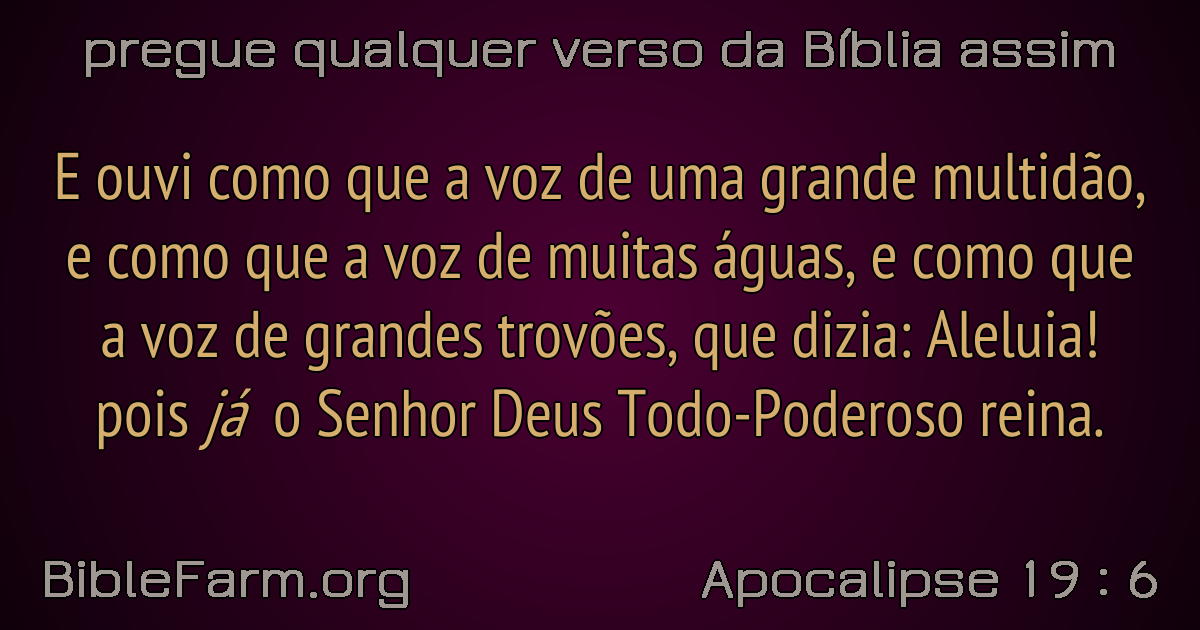 pregue qualquer verso da Bíblia assim
E ouvi como que a voz de uma grande multidão,
e como que a voz de muitas águas, e como que
a voz de grandes trovões, que dizia: Aleluia!
pois já o Senhor Deus Todo-Poderoso reina.
BibleFarm.org
Apocalipse 19 : 6